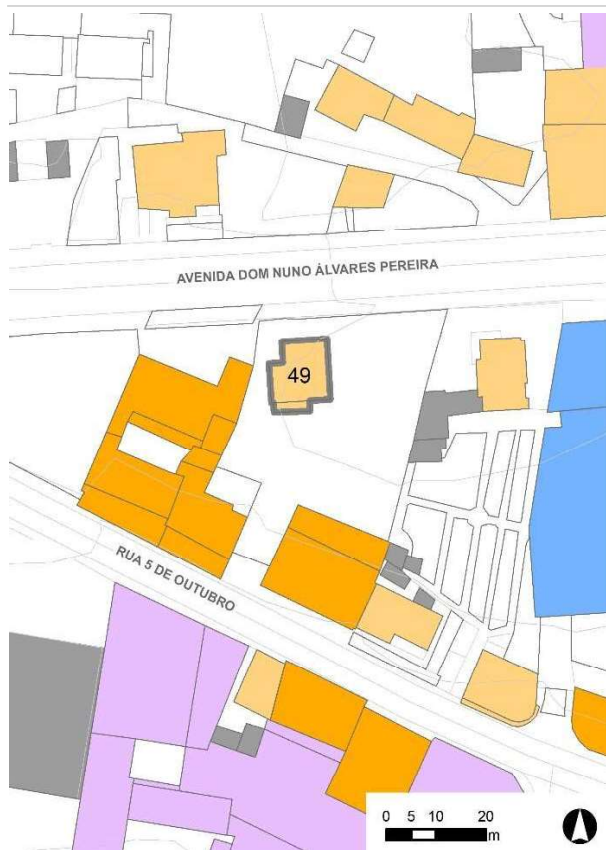 AVENIDA DOM NUNO ÁLVARES PEREIRA
49
RUA 5 DE OUTUBRO
0 5 10 20
m